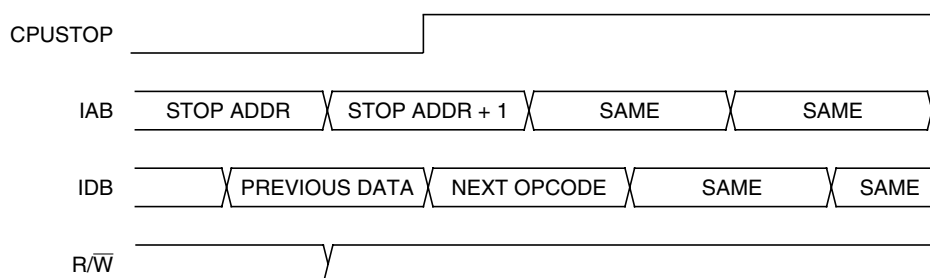 CPUSTOP
IAB STOP ADDR STOP ADDR + 1 SAME SAME
IDB PREVIOUS DATA NEXT OPCODE SAME SAME
R/W̅